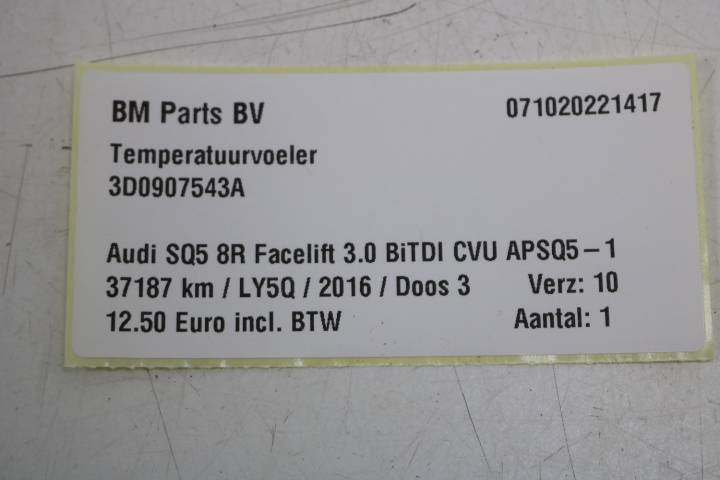 BM Parts BV 071020221417
Temperatuurvoeler
3D0907543A
Audi SQ5 8R Facelift 3.0 BiTDI CVU APSQ5-1
37187 km / LY5Q / 2016 / Doos 3 Verz: 10
12.50 Euro incl. BTW Aantal: 1